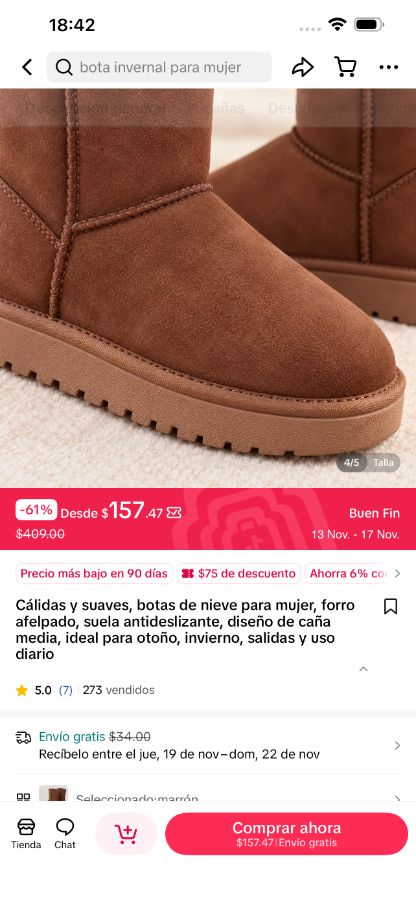 18:42
bota invernal para mujer
4/5 Talla
-61% Desde $157.47
Buen Fin
$409.00
13 Nov. - 17 Nov.
Precio más bajo en 90 días
$75 de descuento
Ahorra 6% co
Cálidas y suaves, botas de nieve para mujer, forro
afelpado, suela antideslizante, diseño de caña
media, ideal para otoño, invierno, salidas y uso
diario
5.0 (7) 273 vendidos
Envío gratis $34.00
Recíbelo entre el jue, 19 de nov–dom, 22 de nov
Seleccionado:marrón
Tienda
Chat
Comprar ahora
$157.47|Envío gratis